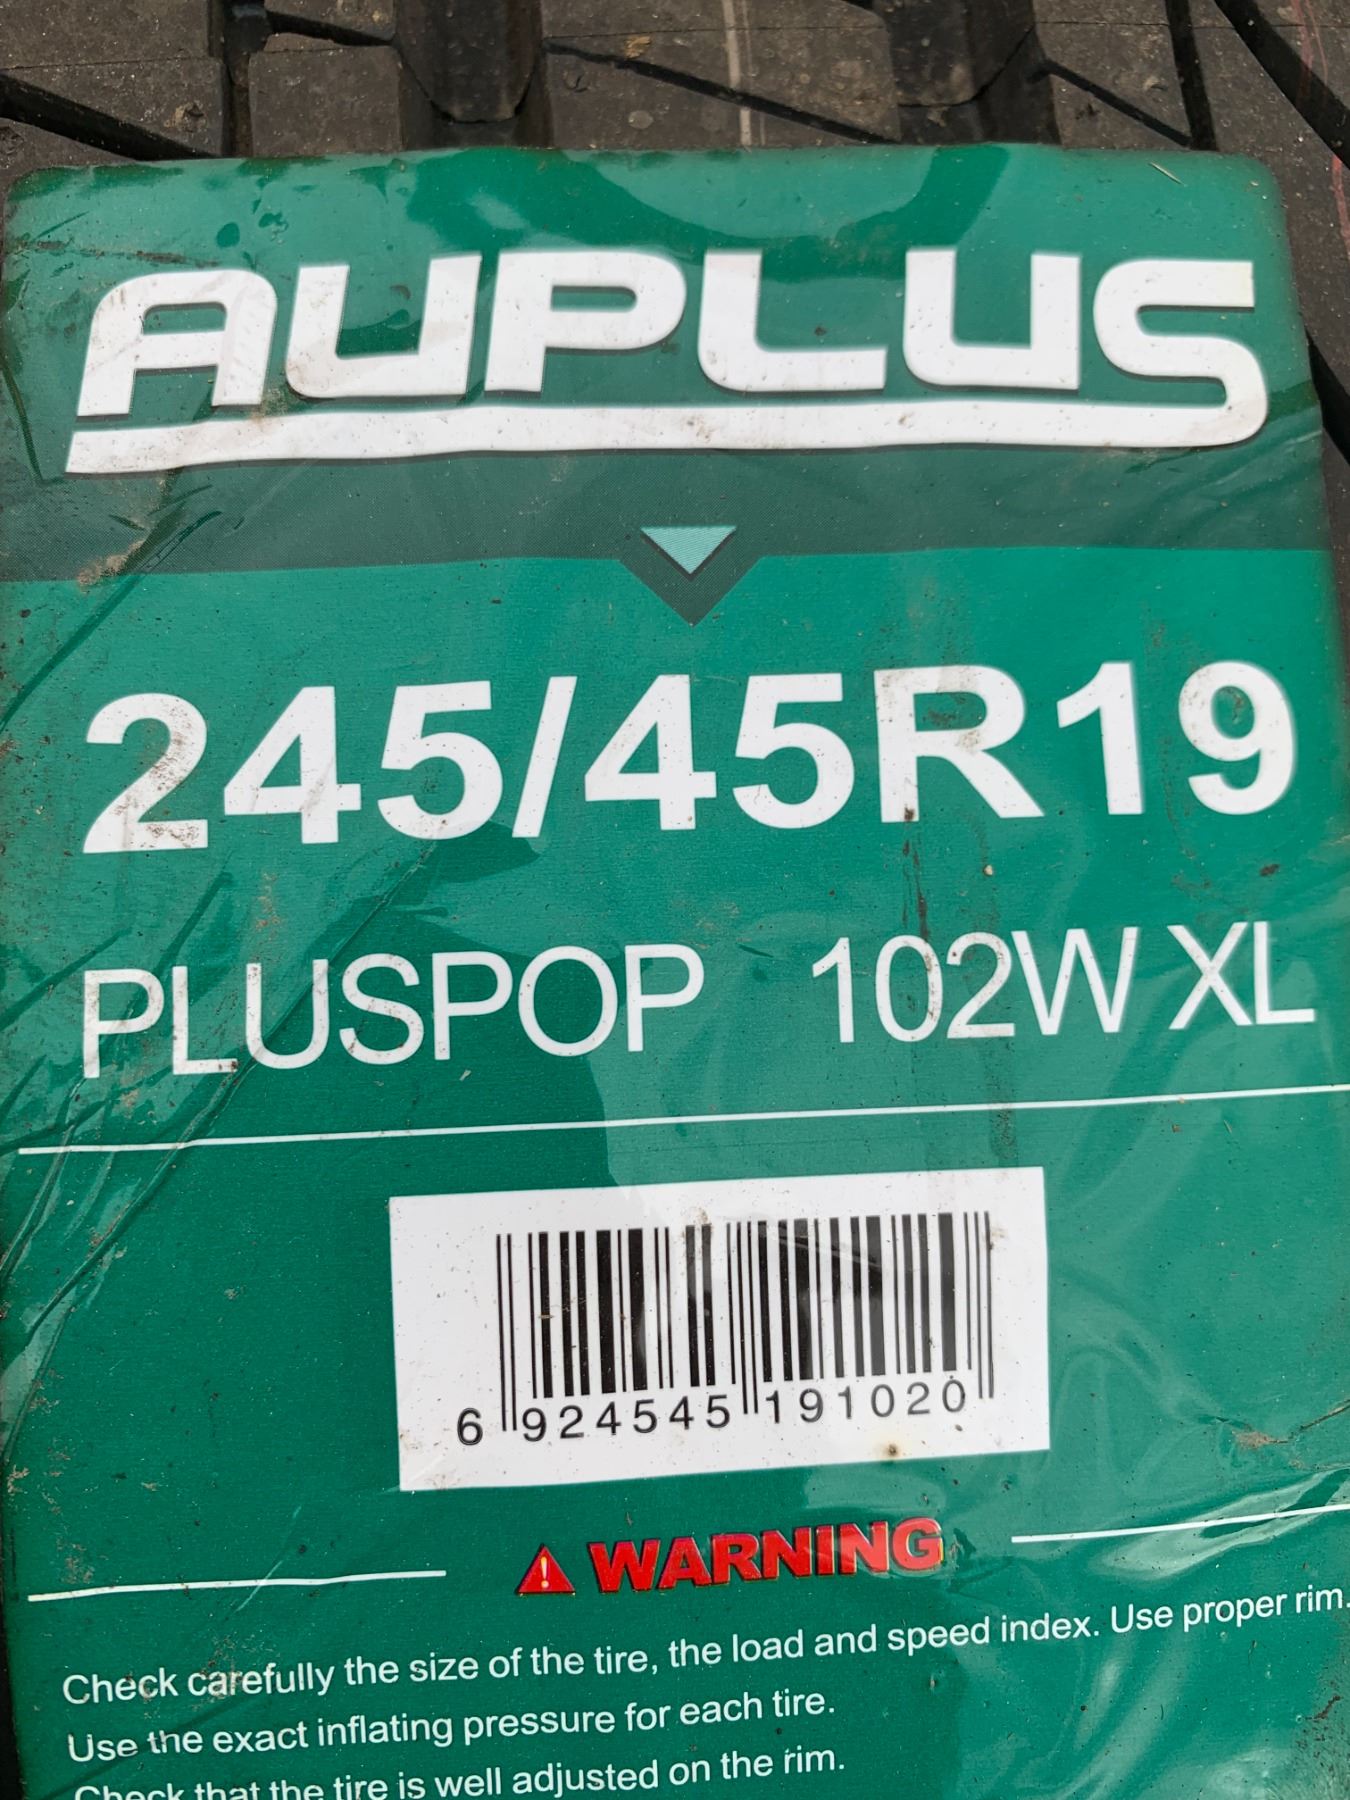 AUPLUS
245/45R19
PLUSPOP 102W XL
6 924545 191020
WARNING
Check carefully the size of the tire, the load and speed index. Use proper rim.
Use the exact inflating pressure for each tire.
Check that the tire is well adjusted on the rim.